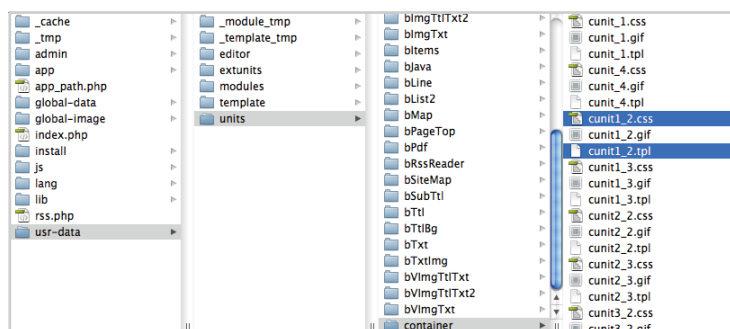 _cache
_tmp
admin
app
app_path.php
global-data
global-image
index.php
install
js
lang
lib
rss.php
usr-data
_module_tmp
_template_tmp
editor
extunits
modules
template
units
bImgTtlTxt2
bImgTxt
bItems
bJava
bLine
bList2
bMap
bPageTop
bPdf
bRssReader
bSiteMap
bSubTtl
bTtl
bTtlBg
bTxt
bTxtImg
bVImgTtlTxt
bVImgTtlTxt2
bVImgTxt
container
cunit_1.css
cunit_1.gif
cunit_1.tpl
cunit_4.css
cunit_4.gif
cunit_4.tpl
cunit1_2.css
cunit1_2.gif
cunit1_2.tpl
cunit1_3.css
cunit1_3.gif
cunit1_3.tpl
cunit2_2.css
cunit2_2.gif
cunit2_2.tpl
cunit2_3.css
cunit2_3.gif
cunit2_3.tpl
cunit3_2.css
cunit3_2.gif